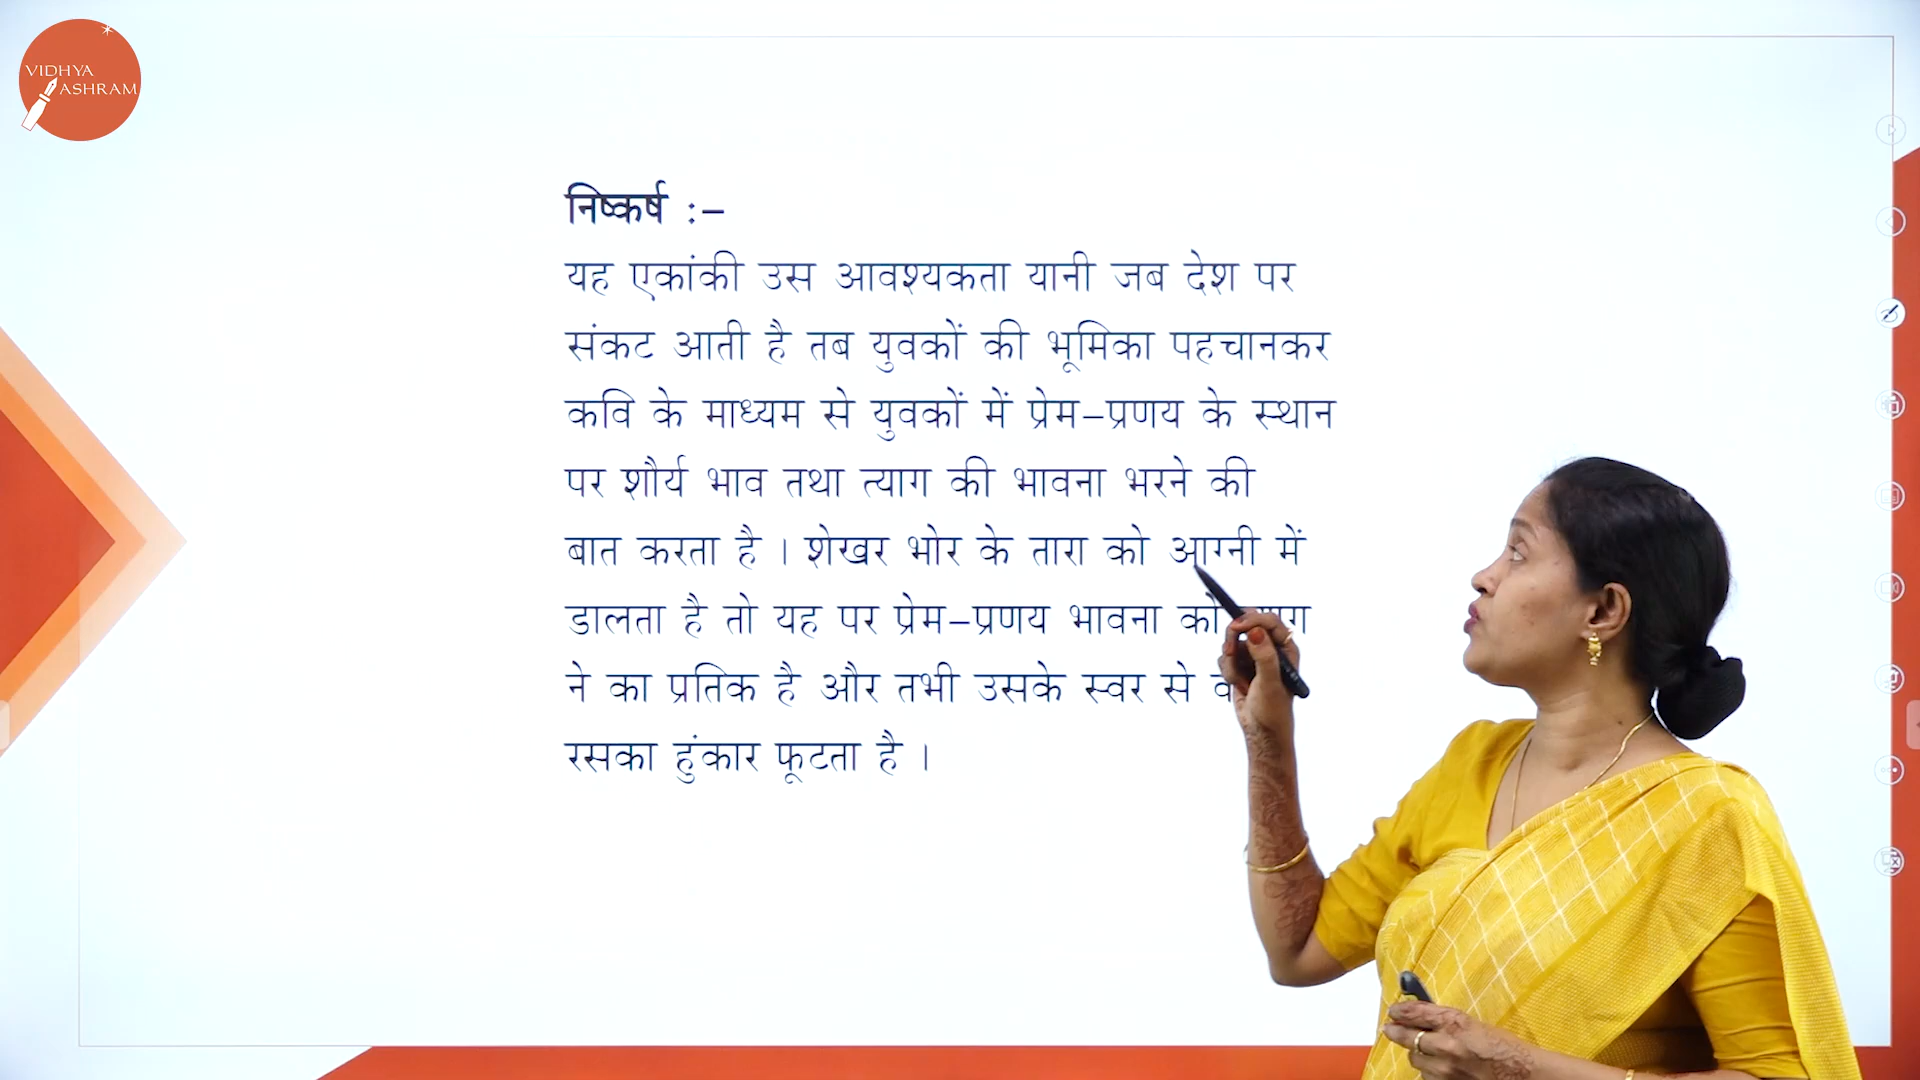 VIDHYA
ASHRAM
निष्कर्ष :–
यह एकांकी उस आवश्यकता यानी जब देश पर
संकट आती है तब युवकों की भूमिका पहचानकर
कवि के माध्यम से युवकों में प्रेम–प्रणय के स्थान
पर शौर्य भाव तथा त्याग की भावना भरने की
बात करता है । शेखर भोर के तारा को आग्नी में
डालता है तो यह पर प्रेम–प्रणय भावना को
ने का प्रतिक है और तभी उसके स्वर से
रसका हुंकार फूटता है ।